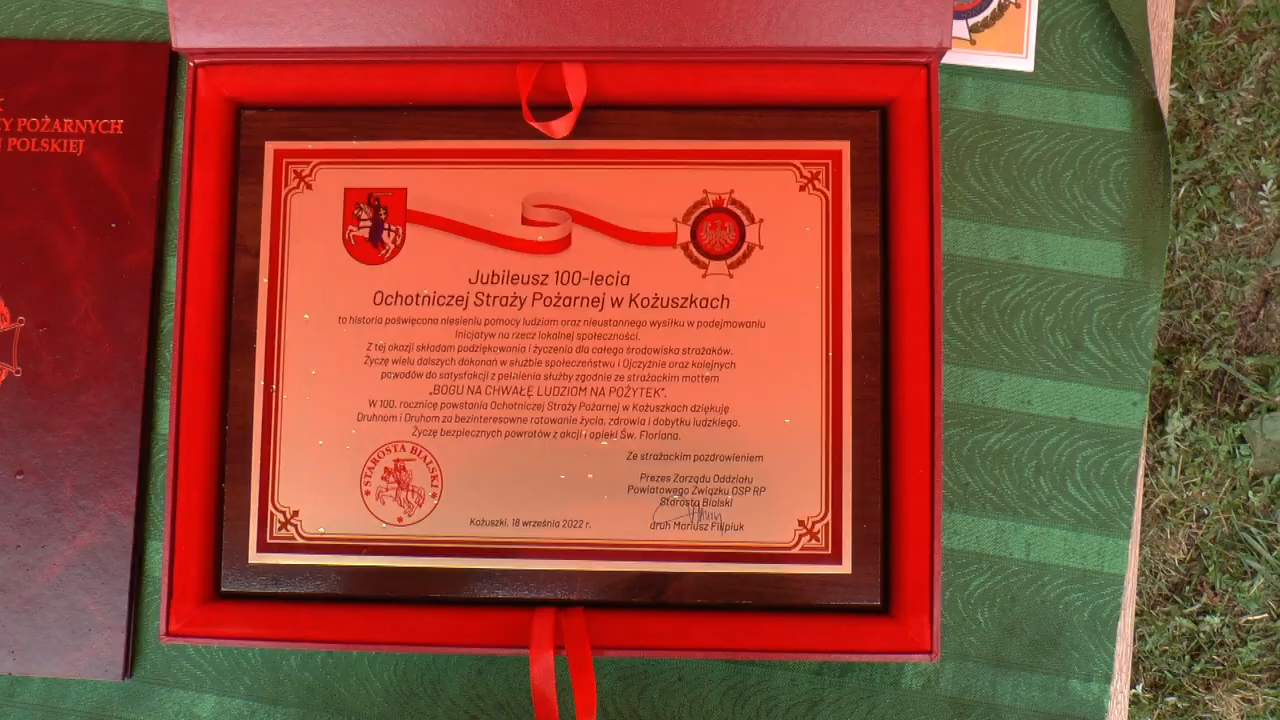 Y POŻARNYCH
POLSKIEJ
Jubileusz 100-lecia
Ochotniczej Straży Pożarnej w Kożuszkach
to historia poświęcona niesieniu pomocy ludziom oraz nieustannego wysiłku w podejmowaniu
inicjatyw na rzecz lokalnej społeczności.
Z tej okazji składam podziękowania i życzenia dla całego środowiska strażaków.
Życzę wielu dalszych dokonań w służbie społeczeństwu i Ojczyźnie oraz kolejnych
powodów do satysfakcji z pełnienia służby zgodnie ze strażackim mottem
„BOGU NA CHWAŁĘ LUDZIOM NA POŻYTEK".
W 100. rocznicę powstania Ochotniczej Straży Pożarnej w Kożuszkach dziękuję
Druhnom i Druhom za bezinteresowne ratowanie życia, zdrowia i dobytku ludzkiego.
Życzę bezpiecznych powrotów z akcji i opieki Św. Floriana.
STAROSTA BIALSKI
Ze strażackim pozdrowieniem
Prezes Zarządu Oddziału
Powiatowego Związku OSP RP
Starosta Bialski
druh Mariusz Filipiuk
Kożuszki, 18 września 2022 r.